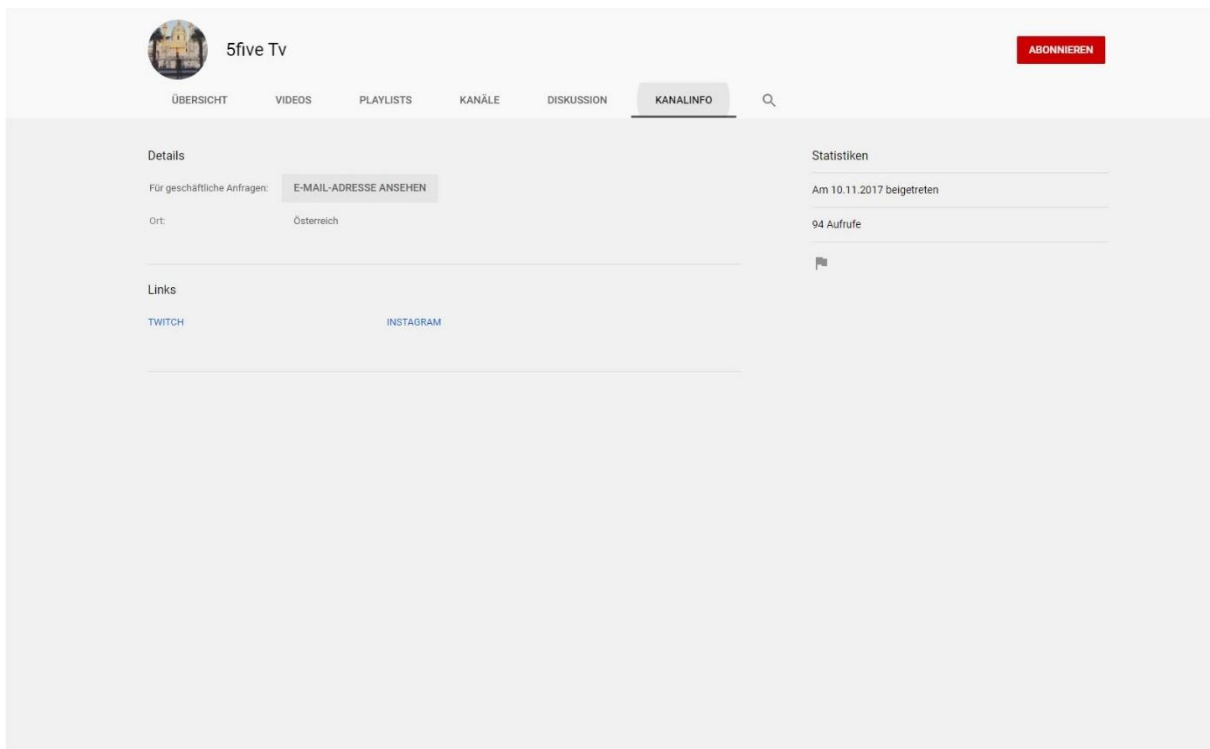 5five Tv
ABONNIEREN
ÜBERSICHT VIDEOS PLAYLISTS KANÄLE DISKUSSION KANALINFO
Details
Für geschäftliche Anfragen: E-MAIL-ADRESSE ANSEHEN
Ort: Österreich
Links
TWITCH INSTAGRAM
Statistiken
Am 10.11.2017 beigetreten
94 Aufrufe